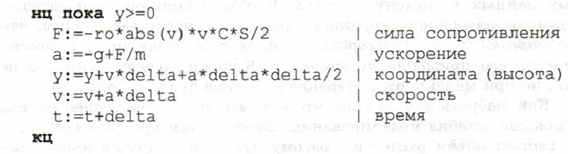 нц пока y>=0
F:=-ro*abs(v)*v*C*S/2 | сила сопротивления
a:=-g+F/m | ускорение
y:=y+v*delta+a*delta*delta/2 | координата (высота)
v:=v+a*delta | скорость
t:=t+delta | время
кц